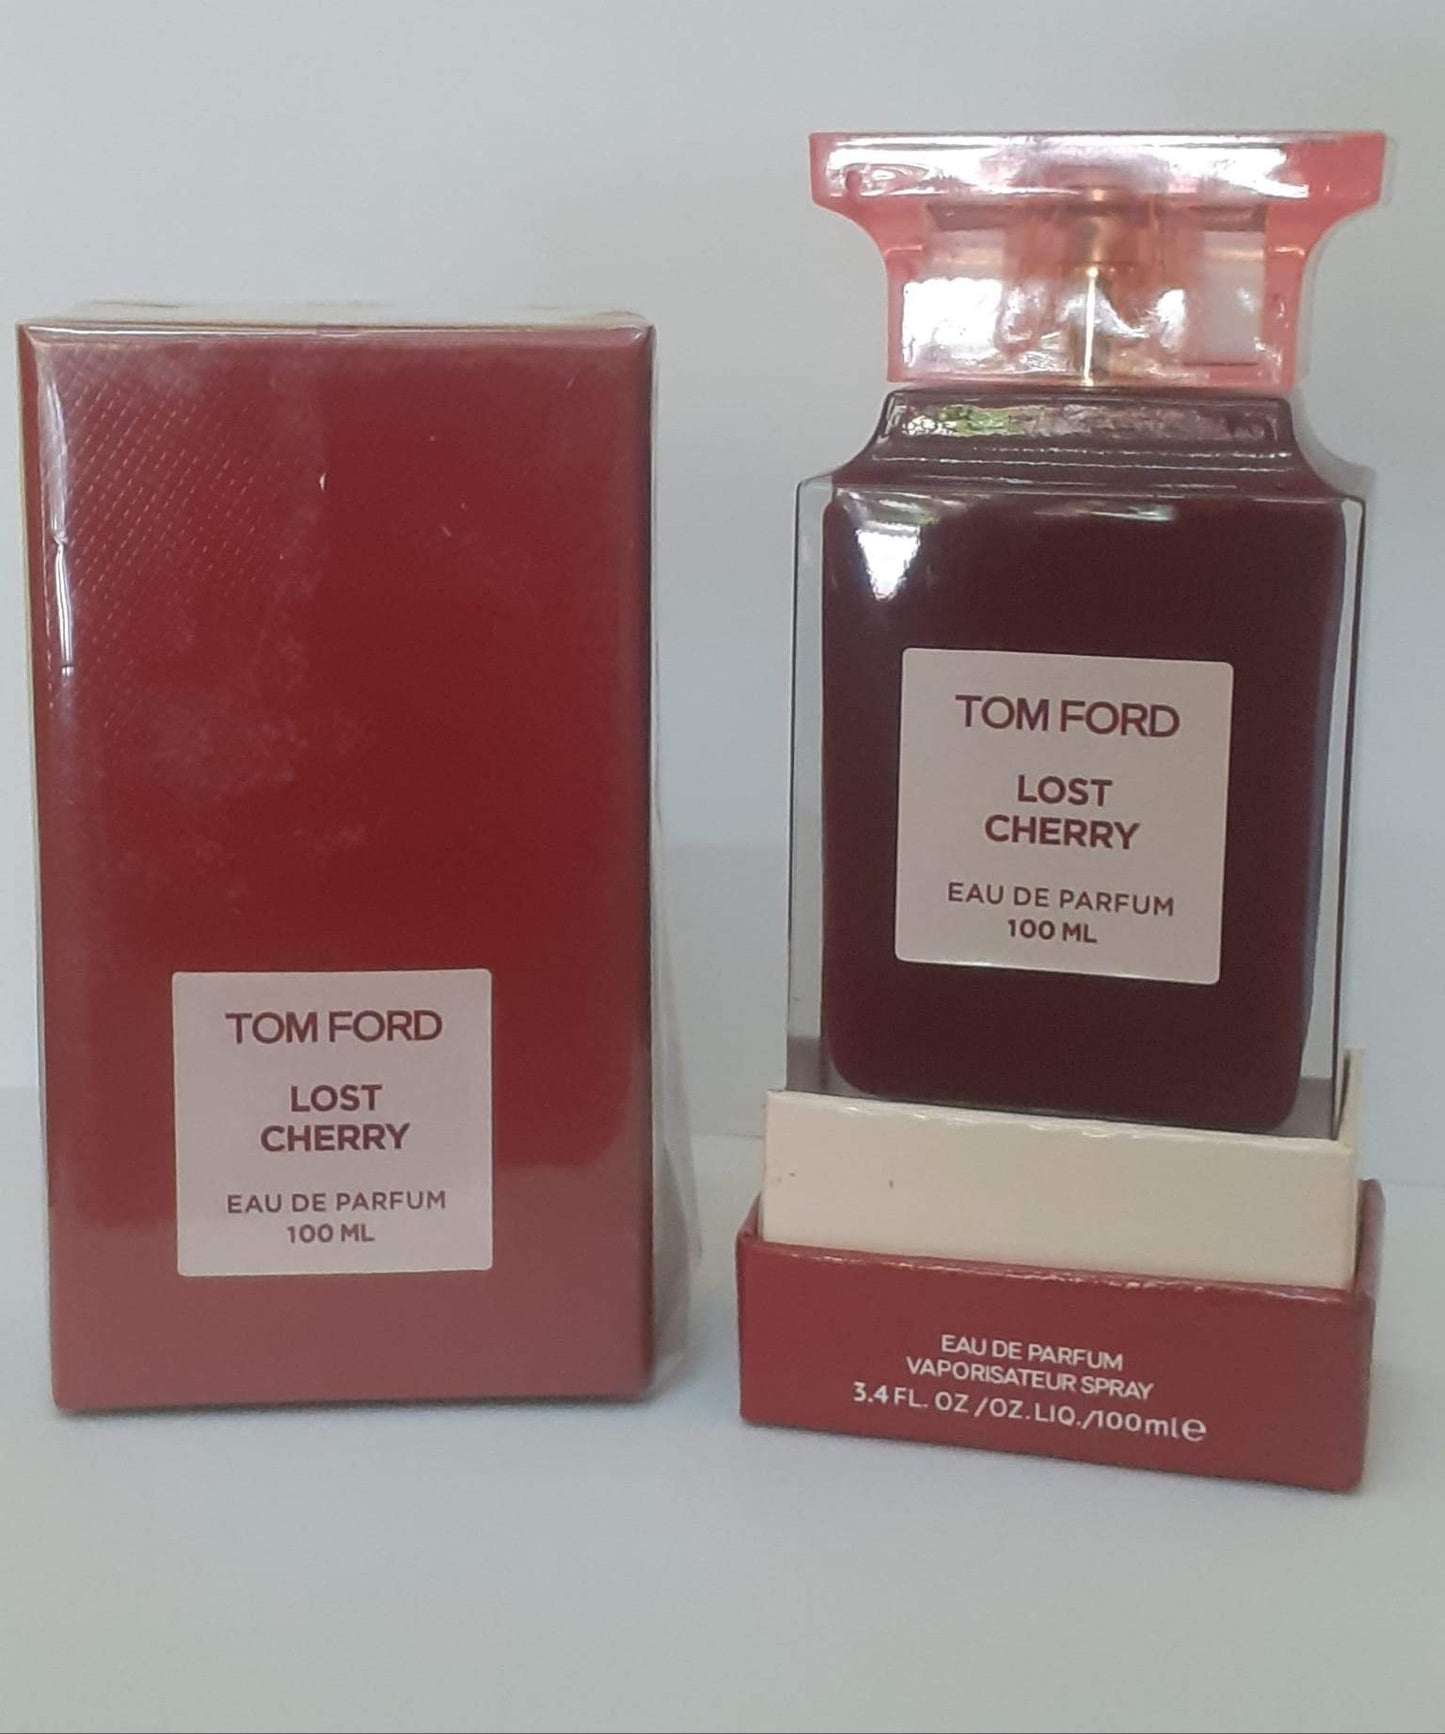 TOM FORD
LOST
CHERRY
EAU DE PARFUM
100 ML
TOM FORD
LOST
CHERRY
EAU DE PARFUM
100 ML
EAU DE PARFUM
VAPORISATEUR SPRAY
3.4 FL. OZ /OZ. LIQ./100ml℮